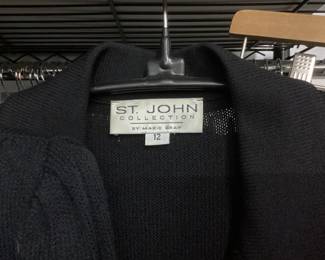 ST. JOHN
COLLECTION
BY MARIE GRAY
12